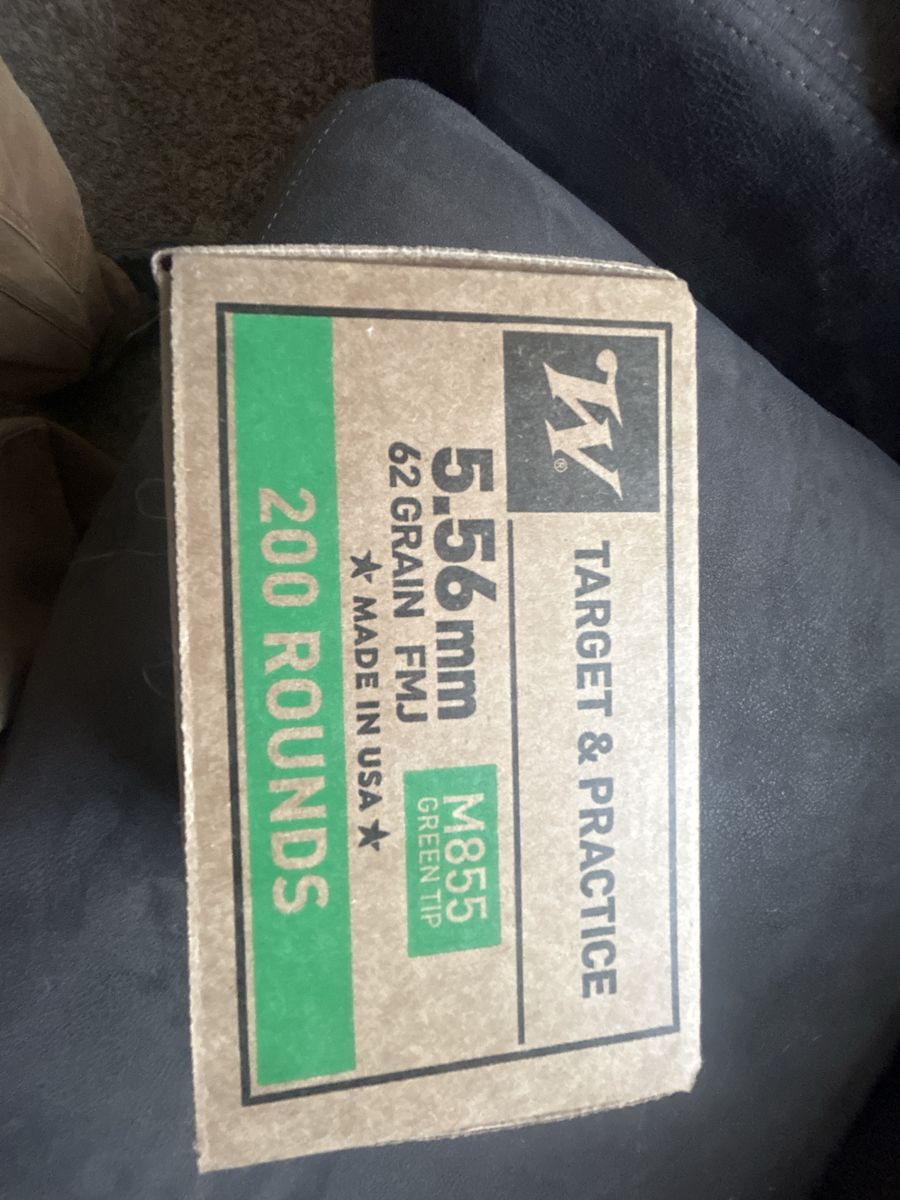 W®
TARGET & PRACTICE
5.56mm
62 GRAIN FMJ
M855
GREEN TIP
★ MADE IN USA ★
200 ROUNDS